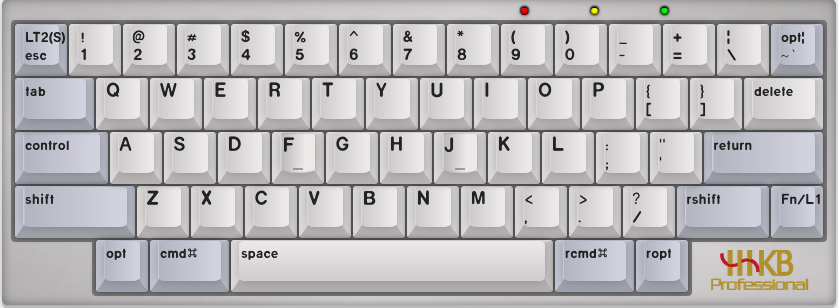 LT2(S) ! @ # $ % ^ & * ( ) _ + ¦ opt¦
esc 1 2 3 4 5 6 7 8 9 0 - = \ ~`
tab Q W E R T Y U I O P { } delete
[ ]
control A S D F G H J K L : " return
_ _ ; '
shift Z X C V B N M < > ? rshift Fn/L1
, . /
opt cmd⌘ space rcmd⌘ ropt
HHKB
Professional